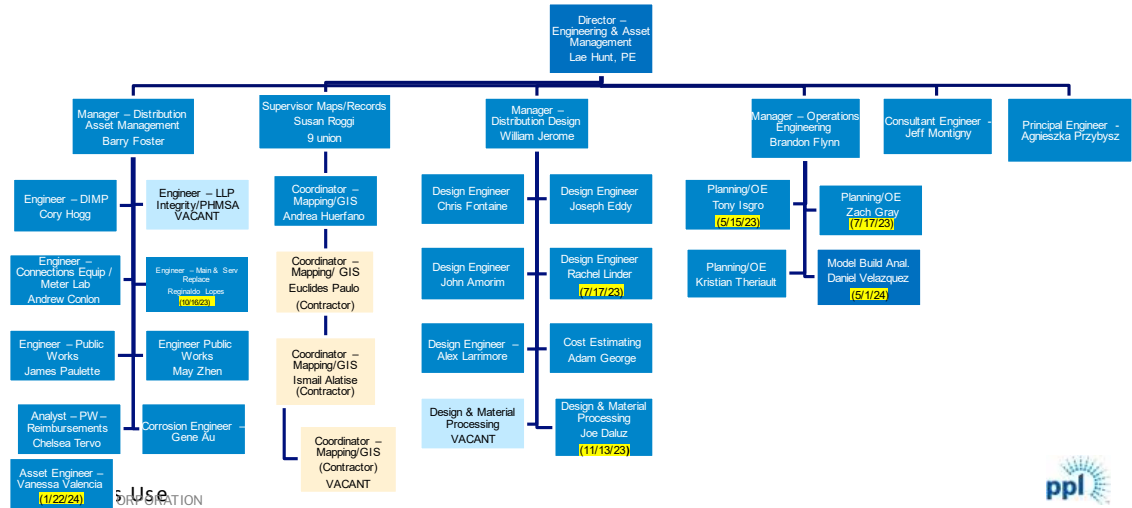 Director –
Engineering & Asset
Management
Lae Hunt, PE
Manager – Distribution
Asset Management
Barry Foster
Supervisor Maps/Records
Susan Roggi
9 union
Manager –
Distribution Design
William Jerome
Manager – Operations
Engineering
Brandon Flynn
Consultant Engineer -
Jeff Montigny
Principal Engineer -
Agnieszka Przybysz
Engineer – DIMP
Cory Hogg
Engineer – LLP
Integrity/PHMSA
VACANT
Engineer –
Connections Equip /
Meter Lab
Andrew Conlon
Engineer – Main & Serv
Replace
Reginaldo Lopes
(10/16/23)
Engineer – Public
Works
James Paulette
Engineer Public
Works
May Zhen
Analyst – PW –
Reimbursements
Chelsea Tervo
Corrosion Engineer –
Gene Au
Asset Engineer –
Vanessa Valencia
(1/22/24)
Coordinator –
Mapping/GIS
Andrea Huerfano
Coordinator –
Mapping/ GIS
Euclides Paulo
(Contractor)
Coordinator –
Mapping/GIS
Ismail Alatise
(Contractor)
Coordinator –
Mapping/GIS
(Contractor)
VACANT
Design Engineer
Chris Fontaine
Design Engineer
Joseph Eddy
Design Engineer
John Amorim
Design Engineer
Rachel Linder
(7/17/23)
Design Engineer –
Alex Larrimore
Cost Estimating
Adam George
Design & Material
Processing
VACANT
Design & Material
Processing
Joe Daluz
(11/13/23)
Planning/OE
Tony Isgro
(5/15/23)
Planning/OE
Zach Gray
(7/17/23)
Planning/OE
Kristian Theriault
Model Build Anal.
Daniel Velazquez
(5/1/24)
s Use
ORPORATION
ppl